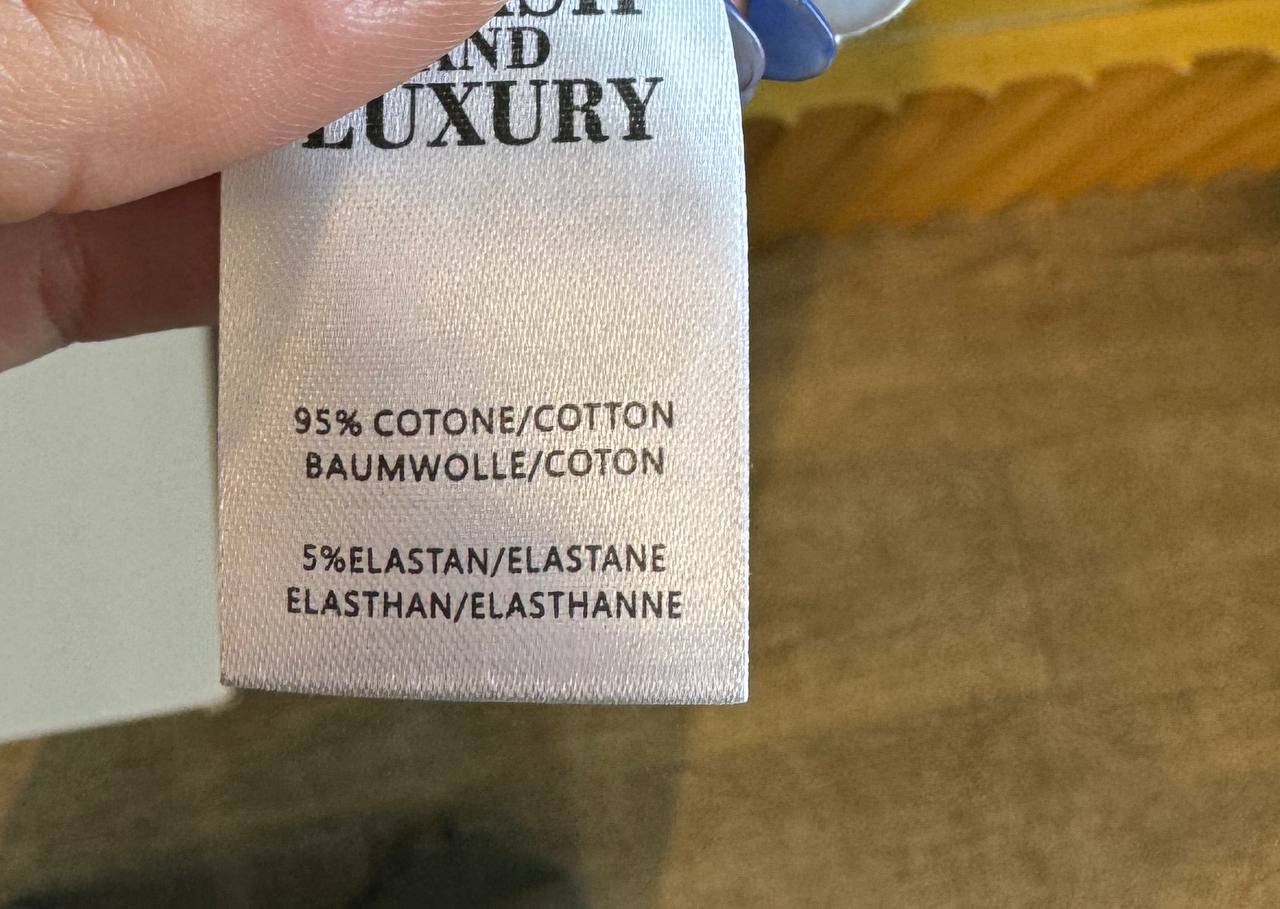 AND
LUXURY
95% COTONE/COTTON
BAUMWOLLE/COTON
5%ELASTAN/ELASTANE
ELASTHAN/ELASTHANNE